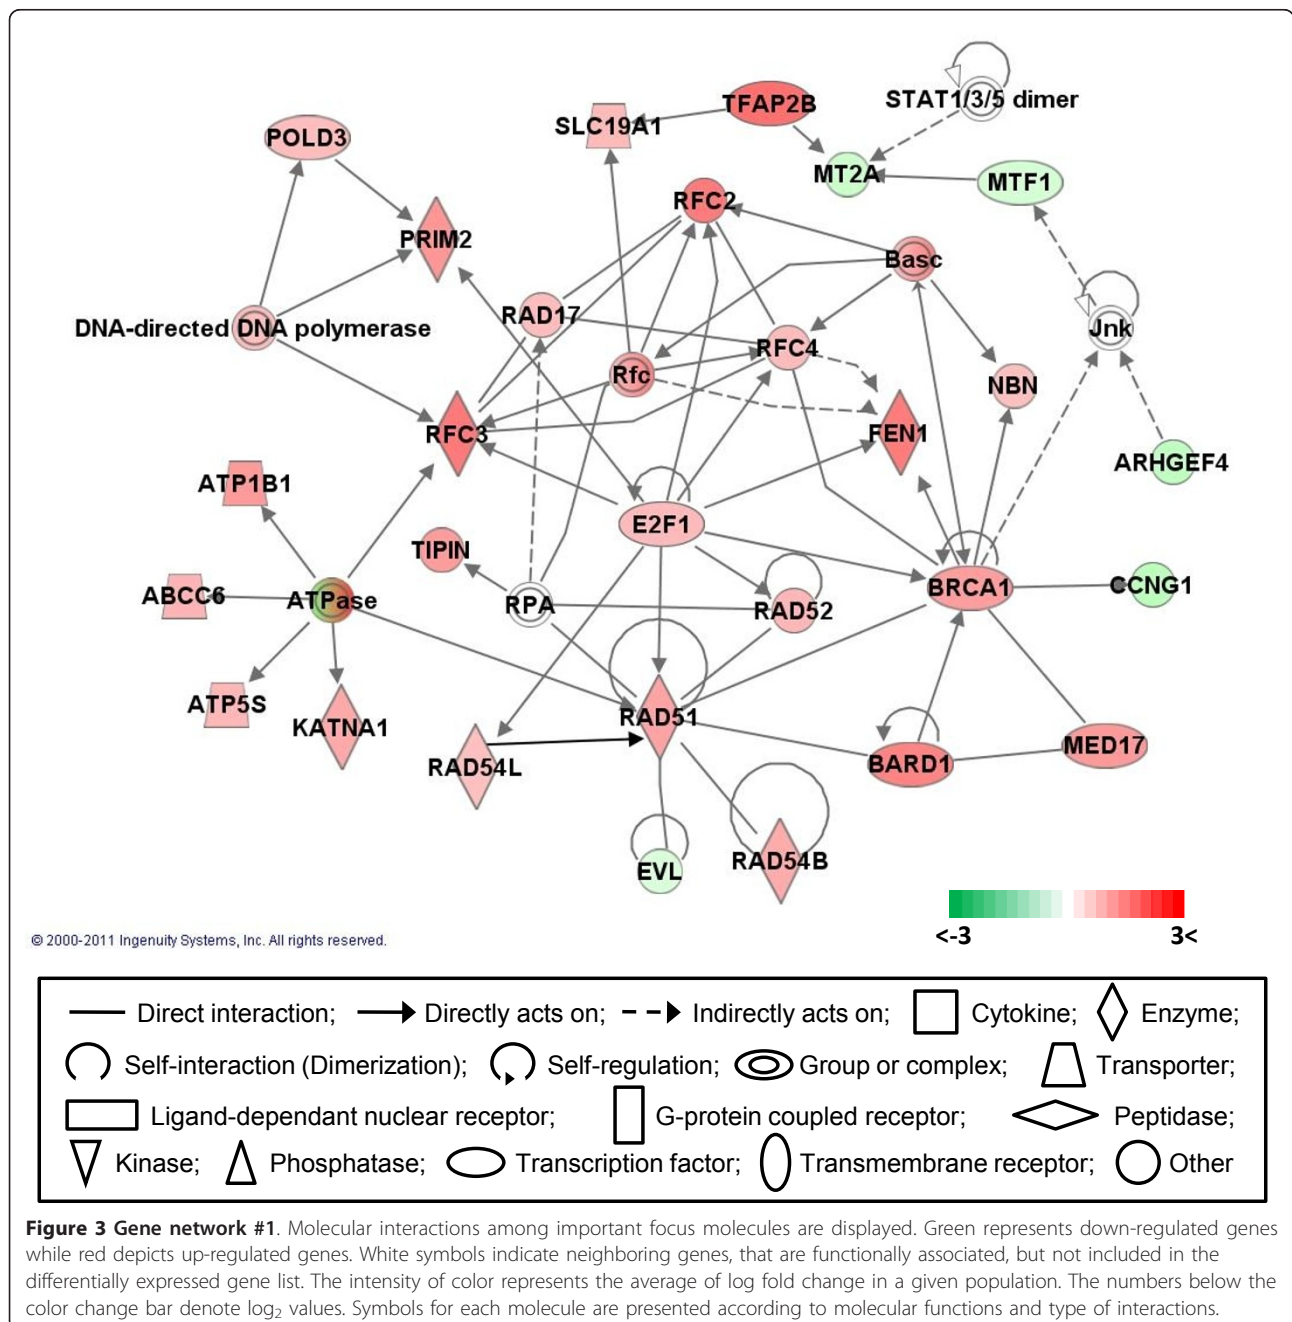 STAT1/3/5 dimer
TFAP2B
SLC19A1
POLD3
MT2A
MTF1
RFC2
PRIM2
Basc
RAD17
DNA-directed DNA polymerase
Jnk
RFC4
Rfc
NBN
RFC3
FEN1
ARHGEF4
ATP1B1
E2F1
TIPIN
BRCA1
CCNG1
ABCC6
ATPase
RPA
RAD52
ATP5S
KATNA1
RAD51
MED17
RAD54L
BARD1
EVL
RAD54B
<-3
3<
© 2000-2011 Ingenuity Systems, Inc. All rights reserved.
Direct interaction; Directly acts on; Indirectly acts on; Cytokine; Enzyme;
Self-interaction (Dimerization); Self-regulation; Group or complex; Transporter;
Ligand-dependant nuclear receptor; G-protein coupled receptor; Peptidase;
Kinase; Phosphatase; Transcription factor; Transmembrane receptor; Other
Figure 3 Gene network #1. Molecular interactions among important focus molecules are displayed. Green represents down-regulated genes
while red depicts up-regulated genes. White symbols indicate neighboring genes, that are functionally associated, but not included in the
differentially expressed gene list. The intensity of color represents the average of log fold change in a given population. The numbers below the
color change bar denote log2 values. Symbols for each molecule are presented according to molecular functions and type of interactions.